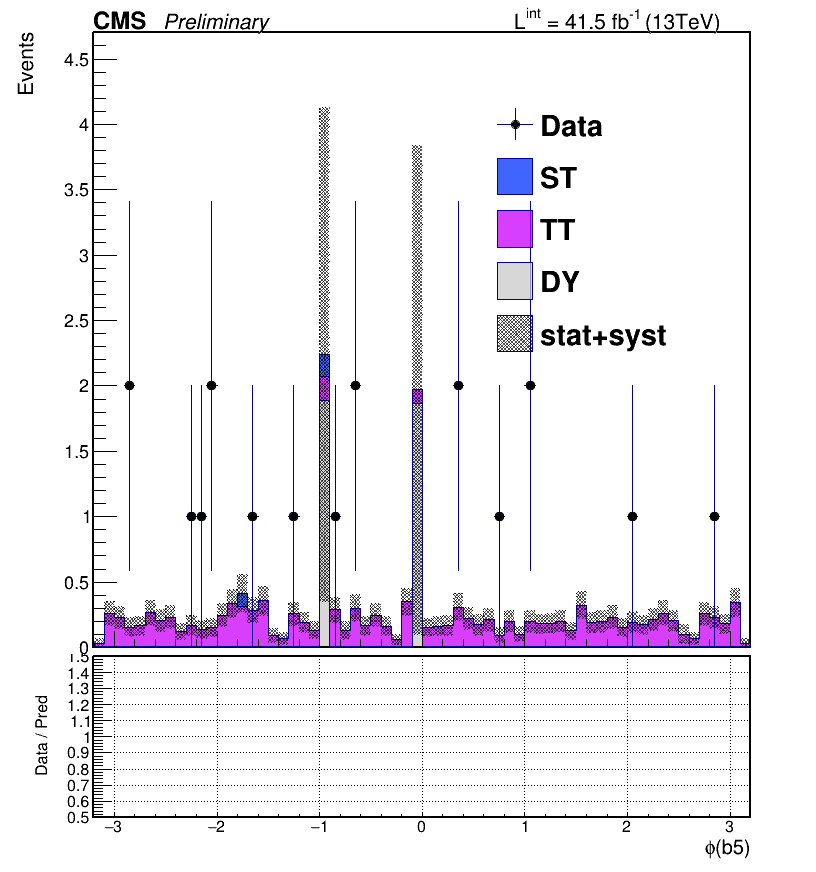 CMS Preliminary L^int = 41.5 fb^-1 (13TeV)
Events
4.5
4
3.5
3
2.5
2
1.5
1
0.5
0
Data
ST
TT
DY
stat+syst
Data / Pred
1.5
1.4
1.3
1.2
1.1
1
0.9
0.8
0.7
0.6
0.5
−3 −2 −1 0 1 2 3
ϕ(b5)